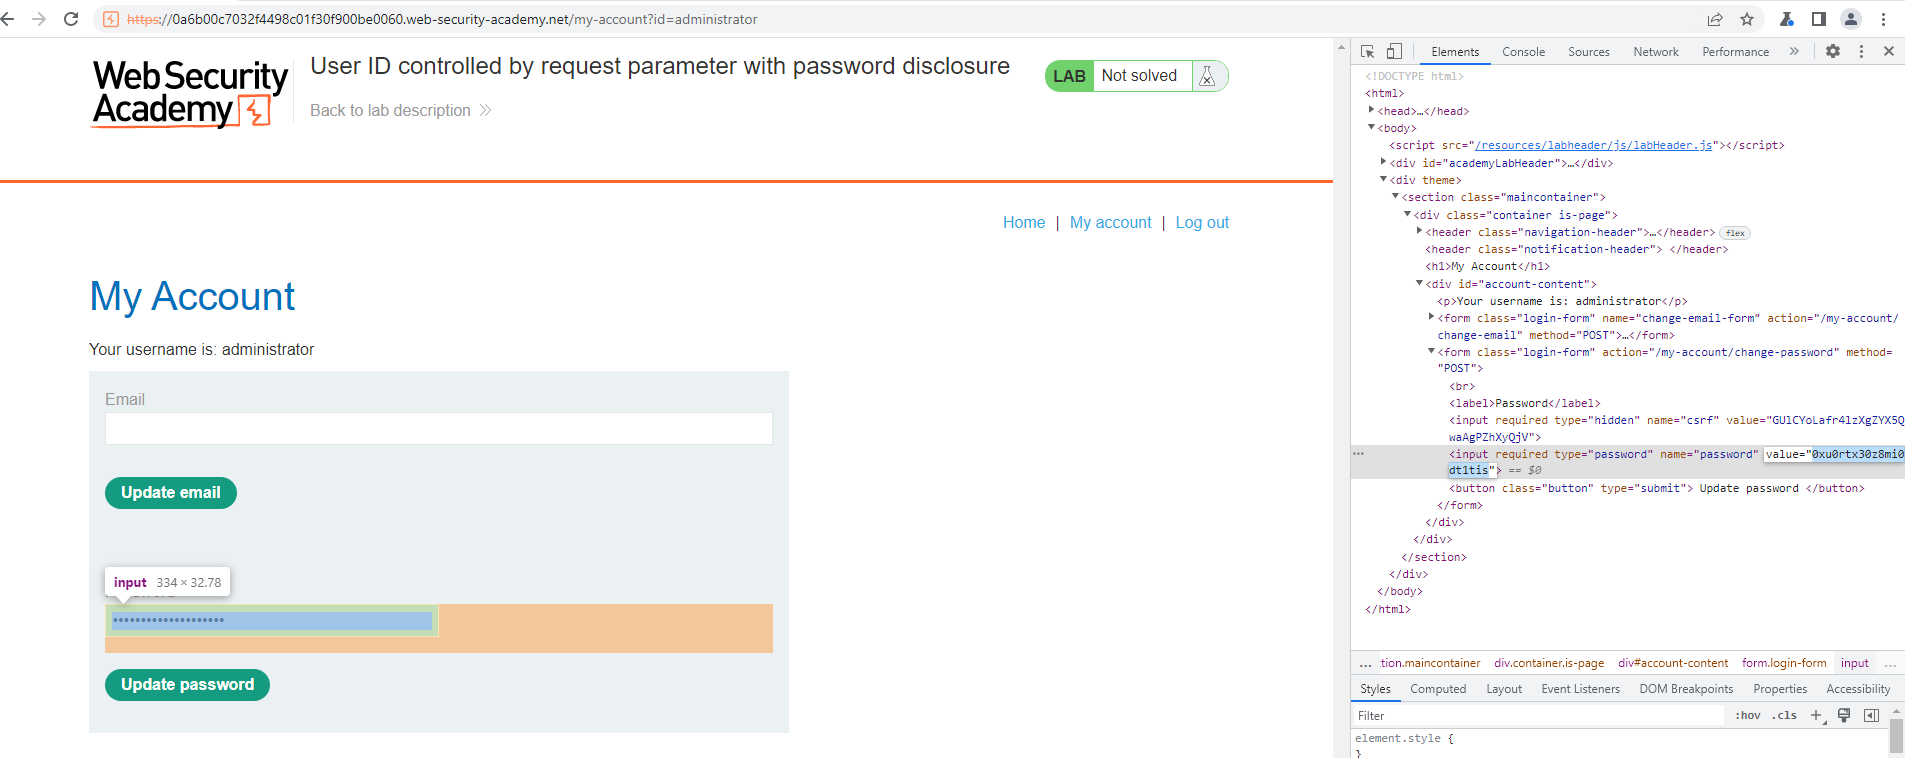 https://0a6b00c7032f4498c01f30f900be0060.web-security-academy.net/my-account?id=administrator
Web Security
Academy
User ID controlled by request parameter with password disclosure
Back to lab description
LAB Not solved
Home | My account | Log out
My Account
Your username is: administrator
Email
Update email
input 334 × 32.78
••••••••••••••••••••
Update password
Elements Console Sources Network Performance »
<!DOCTYPE html>
<html>
<head>…</head>
<body>
<script src="/resources/labheader/js/labHeader.js"></script>
<div id="academyLabHeader">…</div>
<div theme>
<section class="maincontainer">
<div class="container is-page">
<header class="navigation-header">…</header> flex
<header class="notification-header"> </header>
<h1>My Account</h1>
<div id="account-content">
<p>Your username is: administrator</p>
<form class="login-form" name="change-email-form" action="/my-account/
change-email" method="POST">…</form>
<form class="login-form" action="/my-account/change-password" method=
"POST">
<br>
<label>Password</label>
<input required type="hidden" name="csrf" value="GUlCYoLafr4lzXgZYX5Q
waAgPZhXyQjV">
… <input required type="password" name="password" value="0xu0rtx30z8mi0
dt1tis"> == $0
<button class="button" type="submit"> Update password </button>
</form>
</div>
</div>
</section>
</div>
</body>
</html>
… tion.maincontainer div.container.is-page div#account-content form.login-form input …
Styles Computed Layout Event Listeners DOM Breakpoints Properties Accessibility
Filter :hov .cls +
element.style {
}